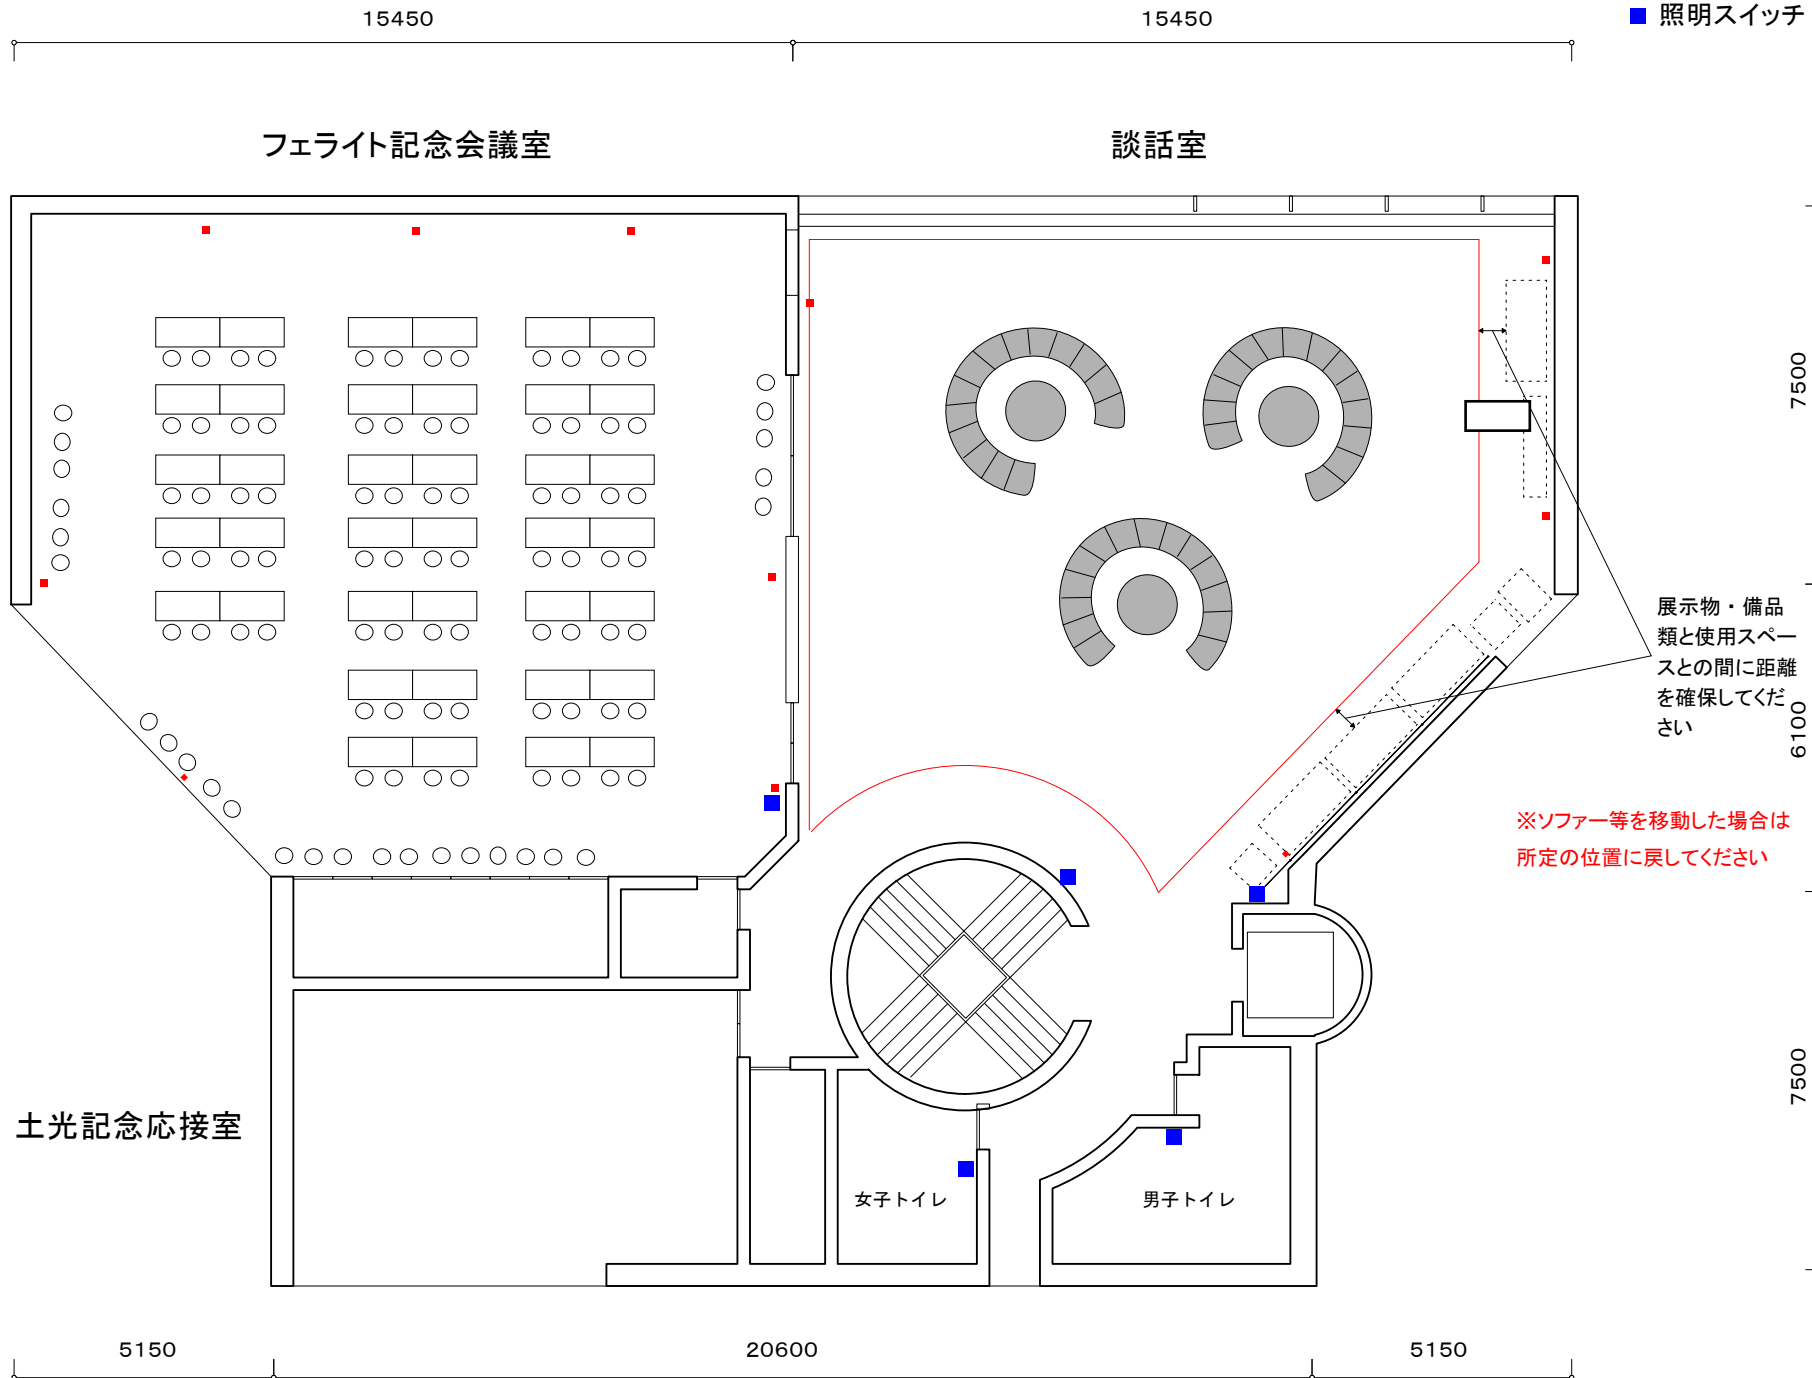 15450
15450
照明スイッチ
フェライト記念会議室
談話室
7500
展示物・備品
類と使用スペー
スとの間に距離
を確保してくだ
さい
6100
※ソファー等を移動した場合は
所定の位置に戻してください
7500
土光記念応接室
女子トイレ
男子トイレ
5150
20600
5150